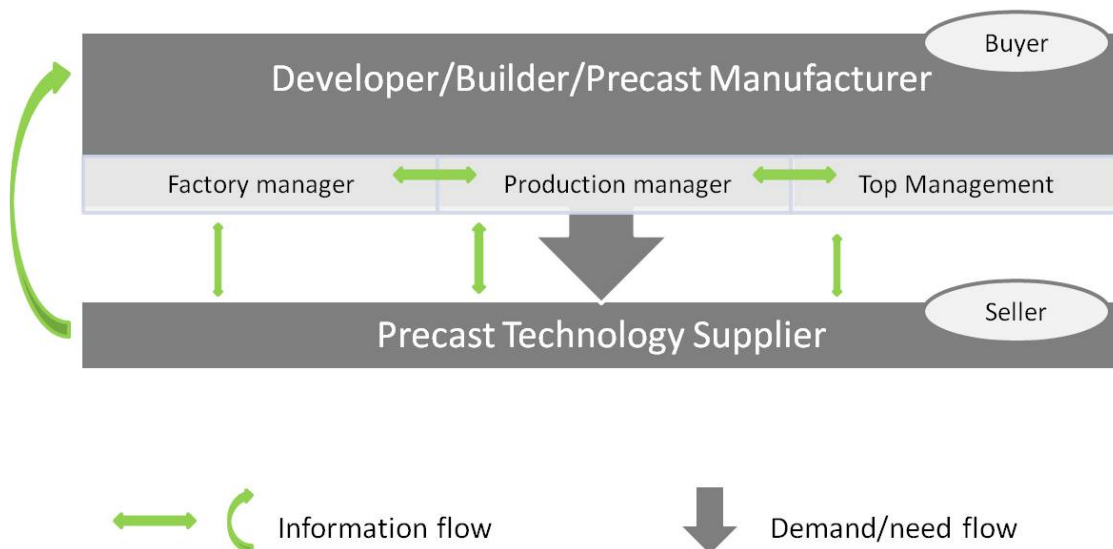 Buyer
Developer/Builder/Precast Manufacturer
Factory manager
Production manager
Top Management
Seller
Precast Technology Supplier
Information flow
Demand/need flow